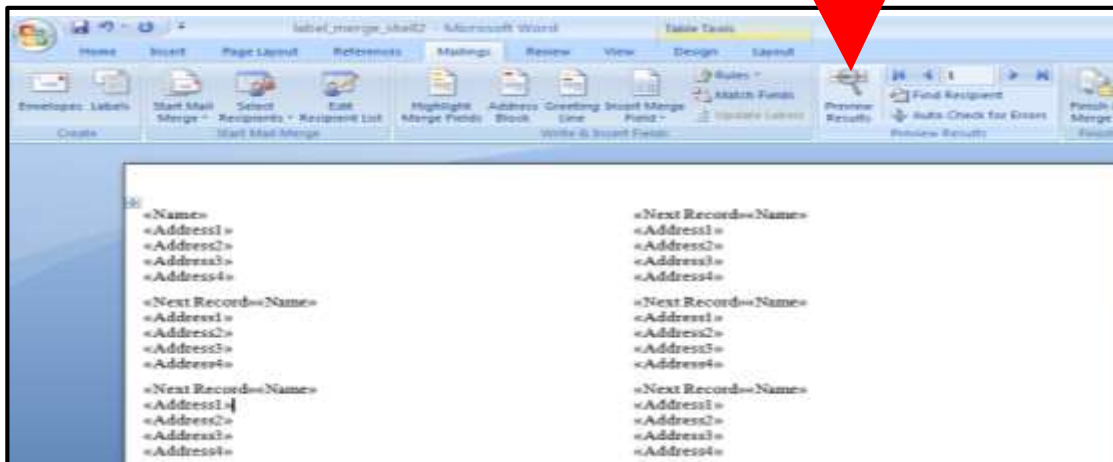 label_merge_shell2 - Microsoft Word Table Tools
Home Insert Page Layout References Mailings Review View Design Layout
Envelopes Labels
Start Mail Merge
Select Recipients
Edit Recipient List
Highlight Merge Fields
Address Block
Greeting Line
Insert Merge Field
Rules
Match Fields
Update Labels
Preview Results
1
Find Recipient
Auto Check for Errors
Finish Merge
Create Start Mail Merge Write & Insert Fields Preview Results Finish
«Name» «Next Record»«Name»
«Address1» «Address1»
«Address2» «Address2»
«Address3» «Address3»
«Address4» «Address4»
«Next Record»«Name» «Next Record»«Name»
«Address1» «Address1»
«Address2» «Address2»
«Address3» «Address3»
«Address4» «Address4»
«Next Record»«Name» «Next Record»«Name»
«Address1» «Address1»
«Address2» «Address2»
«Address3» «Address3»
«Address4» «Address4»